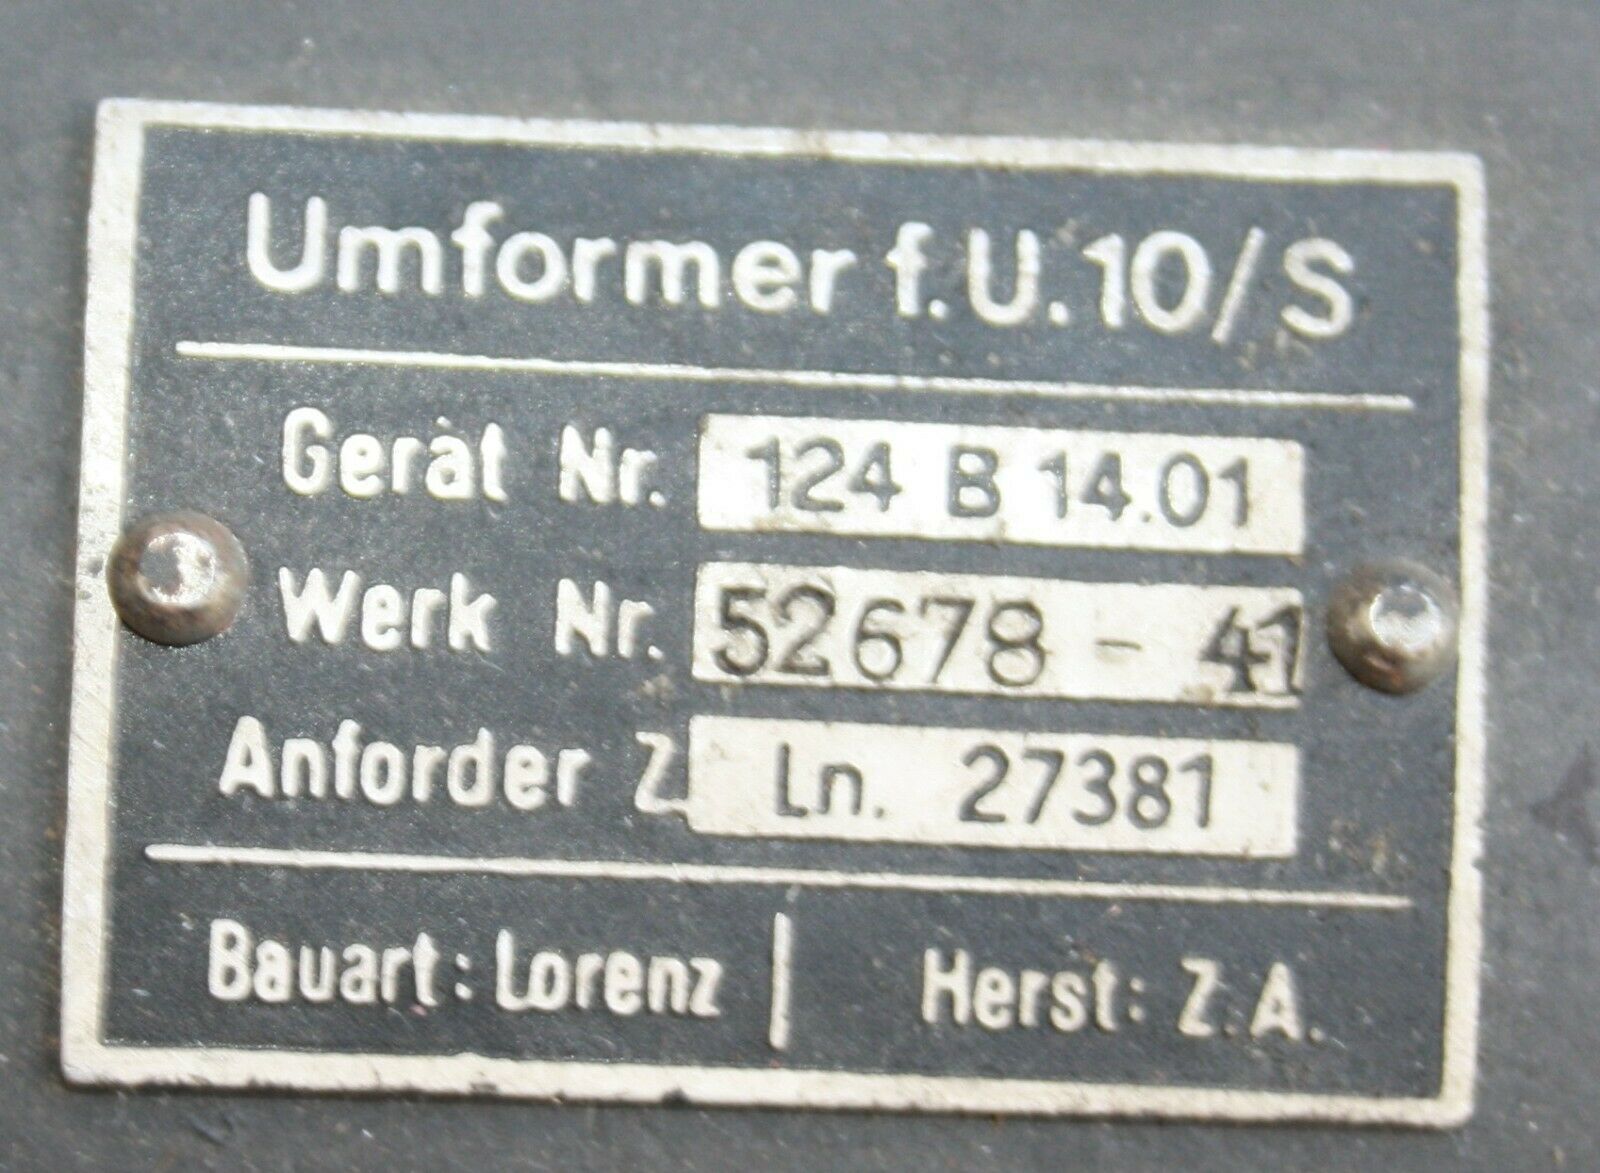 Umformer f.U.10/S
Gerät Nr. 124 B 14.01
Werk Nr. 52678 - 41
Anforder Z. Ln. 27381
Bauart: Lorenz | Herst: Z.A.